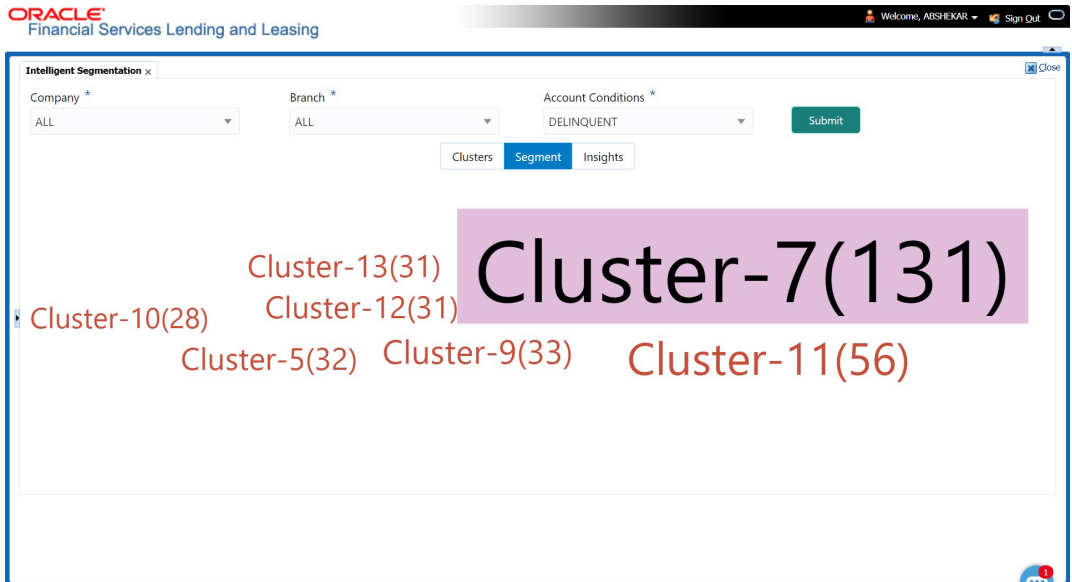 ORACLE
Financial Services Lending and Leasing
Welcome, ABSHEKAR
Sign Out
Intelligent Segmentation x
Close
Company *
Branch *
Account Conditions *
ALL
ALL
DELINQUENT
Submit
Clusters
Segment
Insights
Cluster-7(131)
Cluster-13(31)
Cluster-12(31)
Cluster-10(28)
Cluster-5(32)
Cluster-9(33)
Cluster-11(56)
1